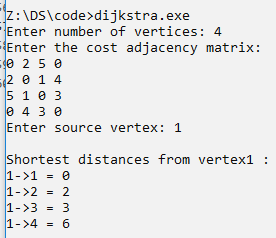 Z:\DS\code>dijkstra.exe
Enter number of vertices: 4
Enter the cost adjacency matrix:
0 2 5 0
2 0 1 4
5 1 0 3
0 4 3 0
Enter source vertex: 1
Shortest distances from vertex1 :
1->1 = 0
1->2 = 2
1->3 = 3
1->4 = 6